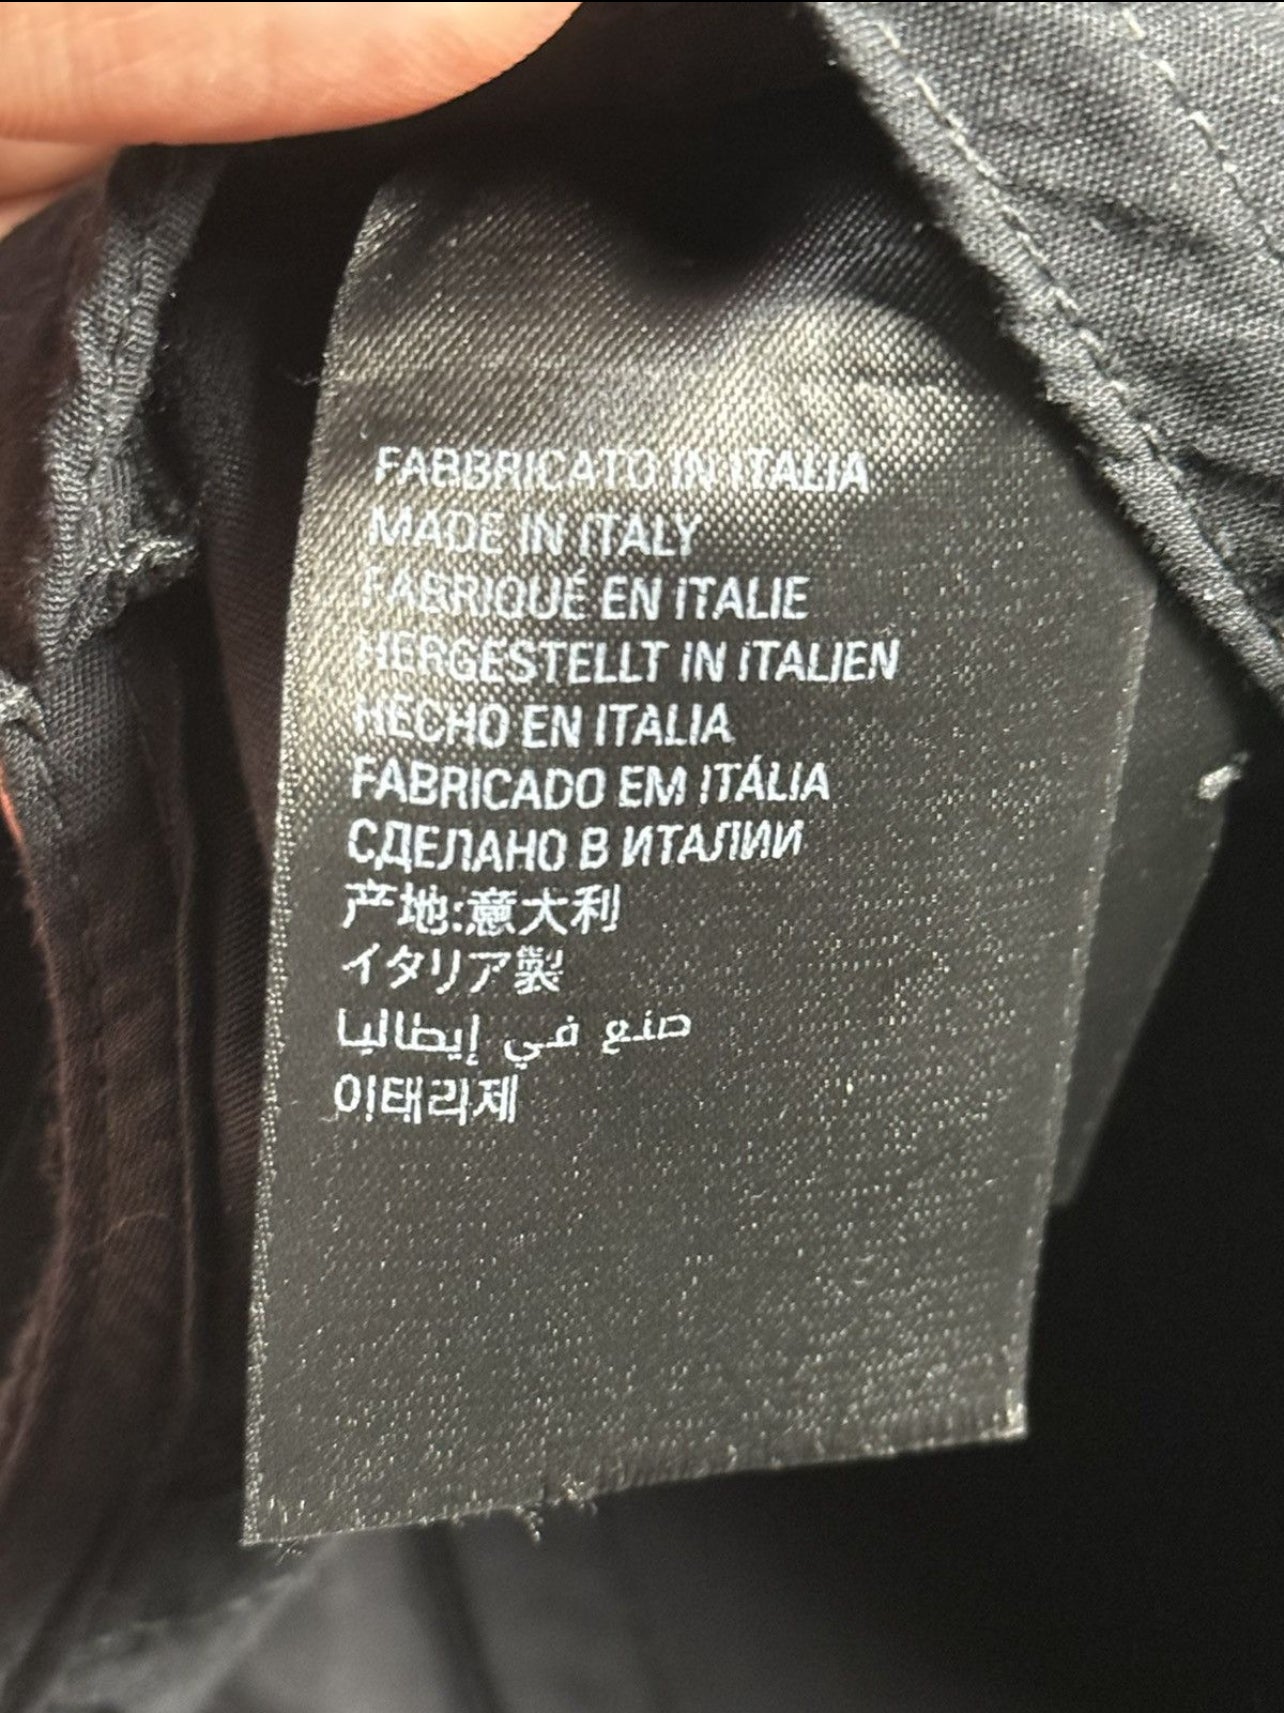 FABBRICATO IN ITALIA
MADE IN ITALY
FABRIQUÉ EN ITALIE
HERGESTELLT IN ITALIEN
HECHO EN ITALIA
FABRICADO EM ITÁLIA
СДЕЛАНО В ИТАЛИИ
产地:意大利
イタリア製
صنع في إيطاليا
이태리제